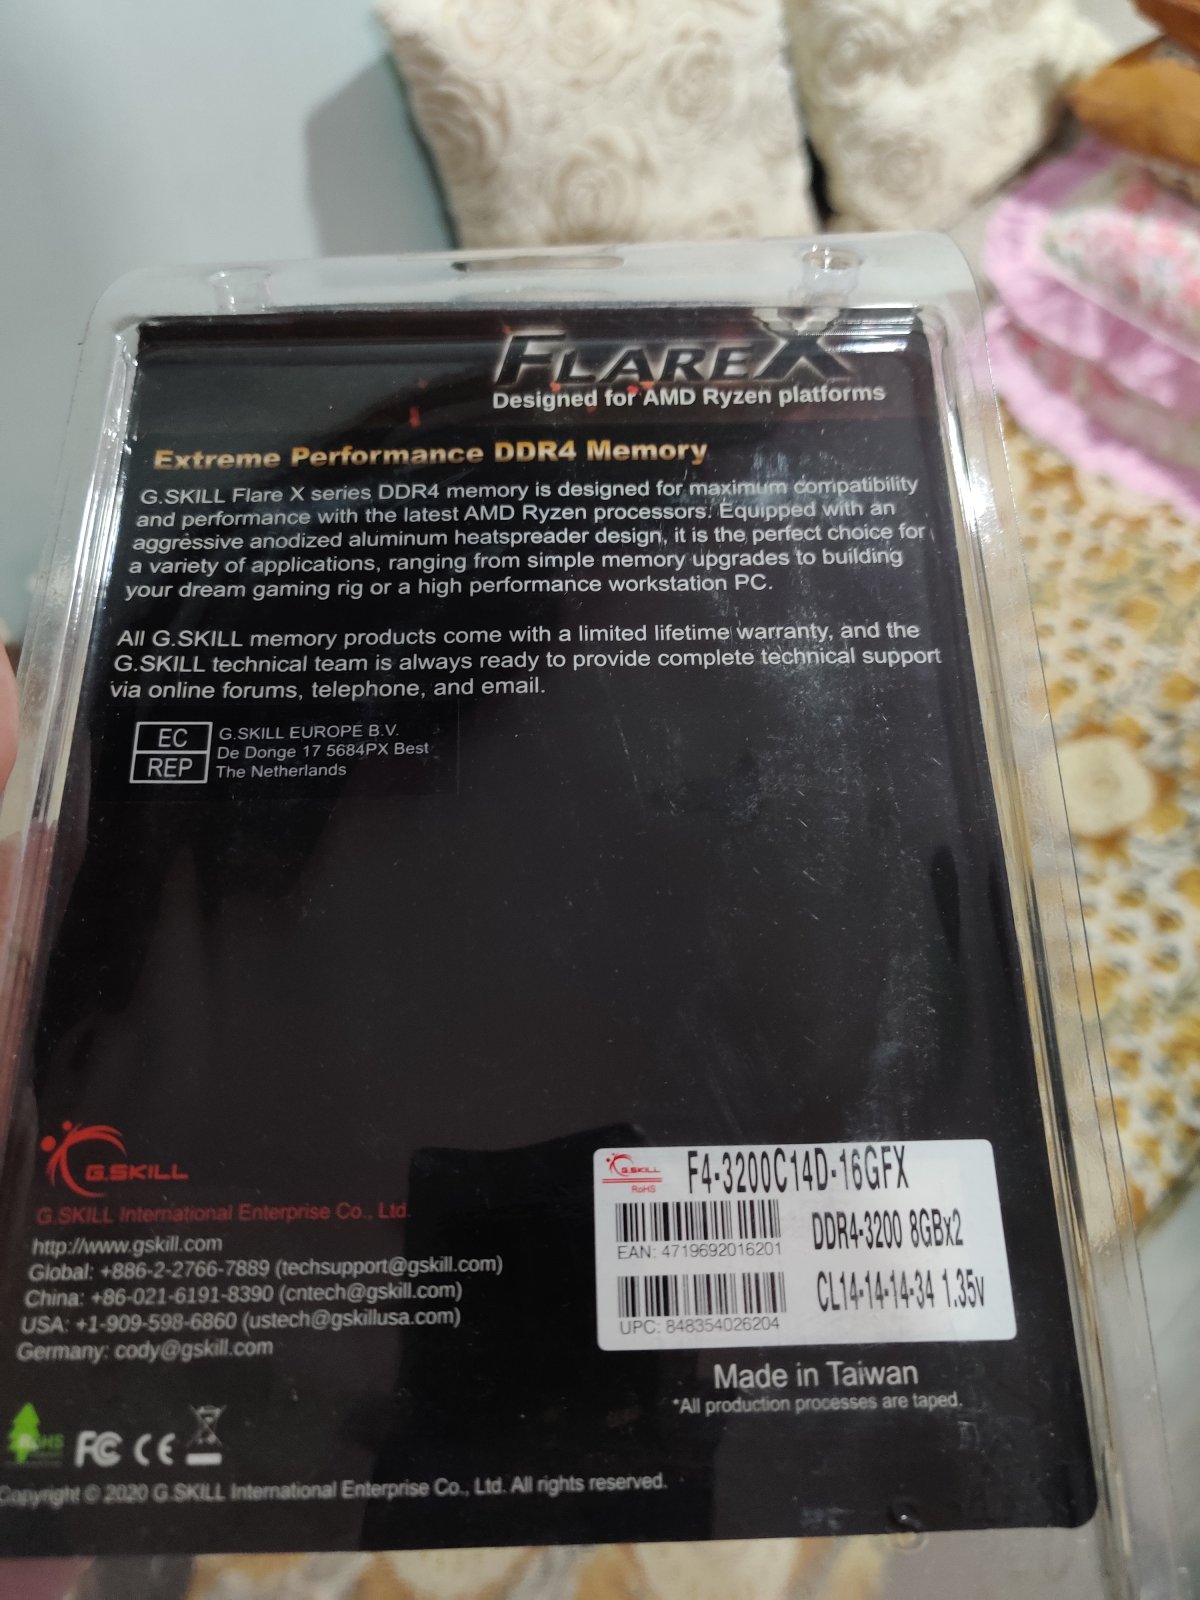 FLAREX
Designed for AMD Ryzen platforms
Extreme Performance DDR4 Memory
G.SKILL Flare X series DDR4 memory is designed for maximum compatibility
and performance with the latest AMD Ryzen processors. Equipped with an
aggressive anodized aluminum heatspreader design, it is the perfect choice for
a variety of applications, ranging from simple memory upgrades to building
your dream gaming rig or a high performance workstation PC.
All G.SKILL memory products come with a limited lifetime warranty, and the
G.SKILL technical team is always ready to provide complete technical support
via online forums, telephone, and email.
EC
REP
G.SKILL EUROPE B.V.
De Donge 17 5684PX Best
The Netherlands
G.SKILL
G.SKILL International Enterprise Co., Ltd.
http://www.gskill.com
Global: +886-2-2766-7889 (techsupport@gskill.com)
China: +86-021-6191-8390 (cntech@gskill.com)
USA: +1-909-598-6860 (ustech@gskillusa.com)
Germany: cody@gskill.com
G.SKILL
RoHS
F4-3200C14D-16GFX
EAN: 4719692016201
DDR4-3200 8GBx2
UPC: 848354026204
CL14-14-14-34 1.35v
Made in Taiwan
*All production processes are taped.
RoHS
FC CE
Copyright © 2020 G.SKILL International Enterprise Co., Ltd. All rights reserved.